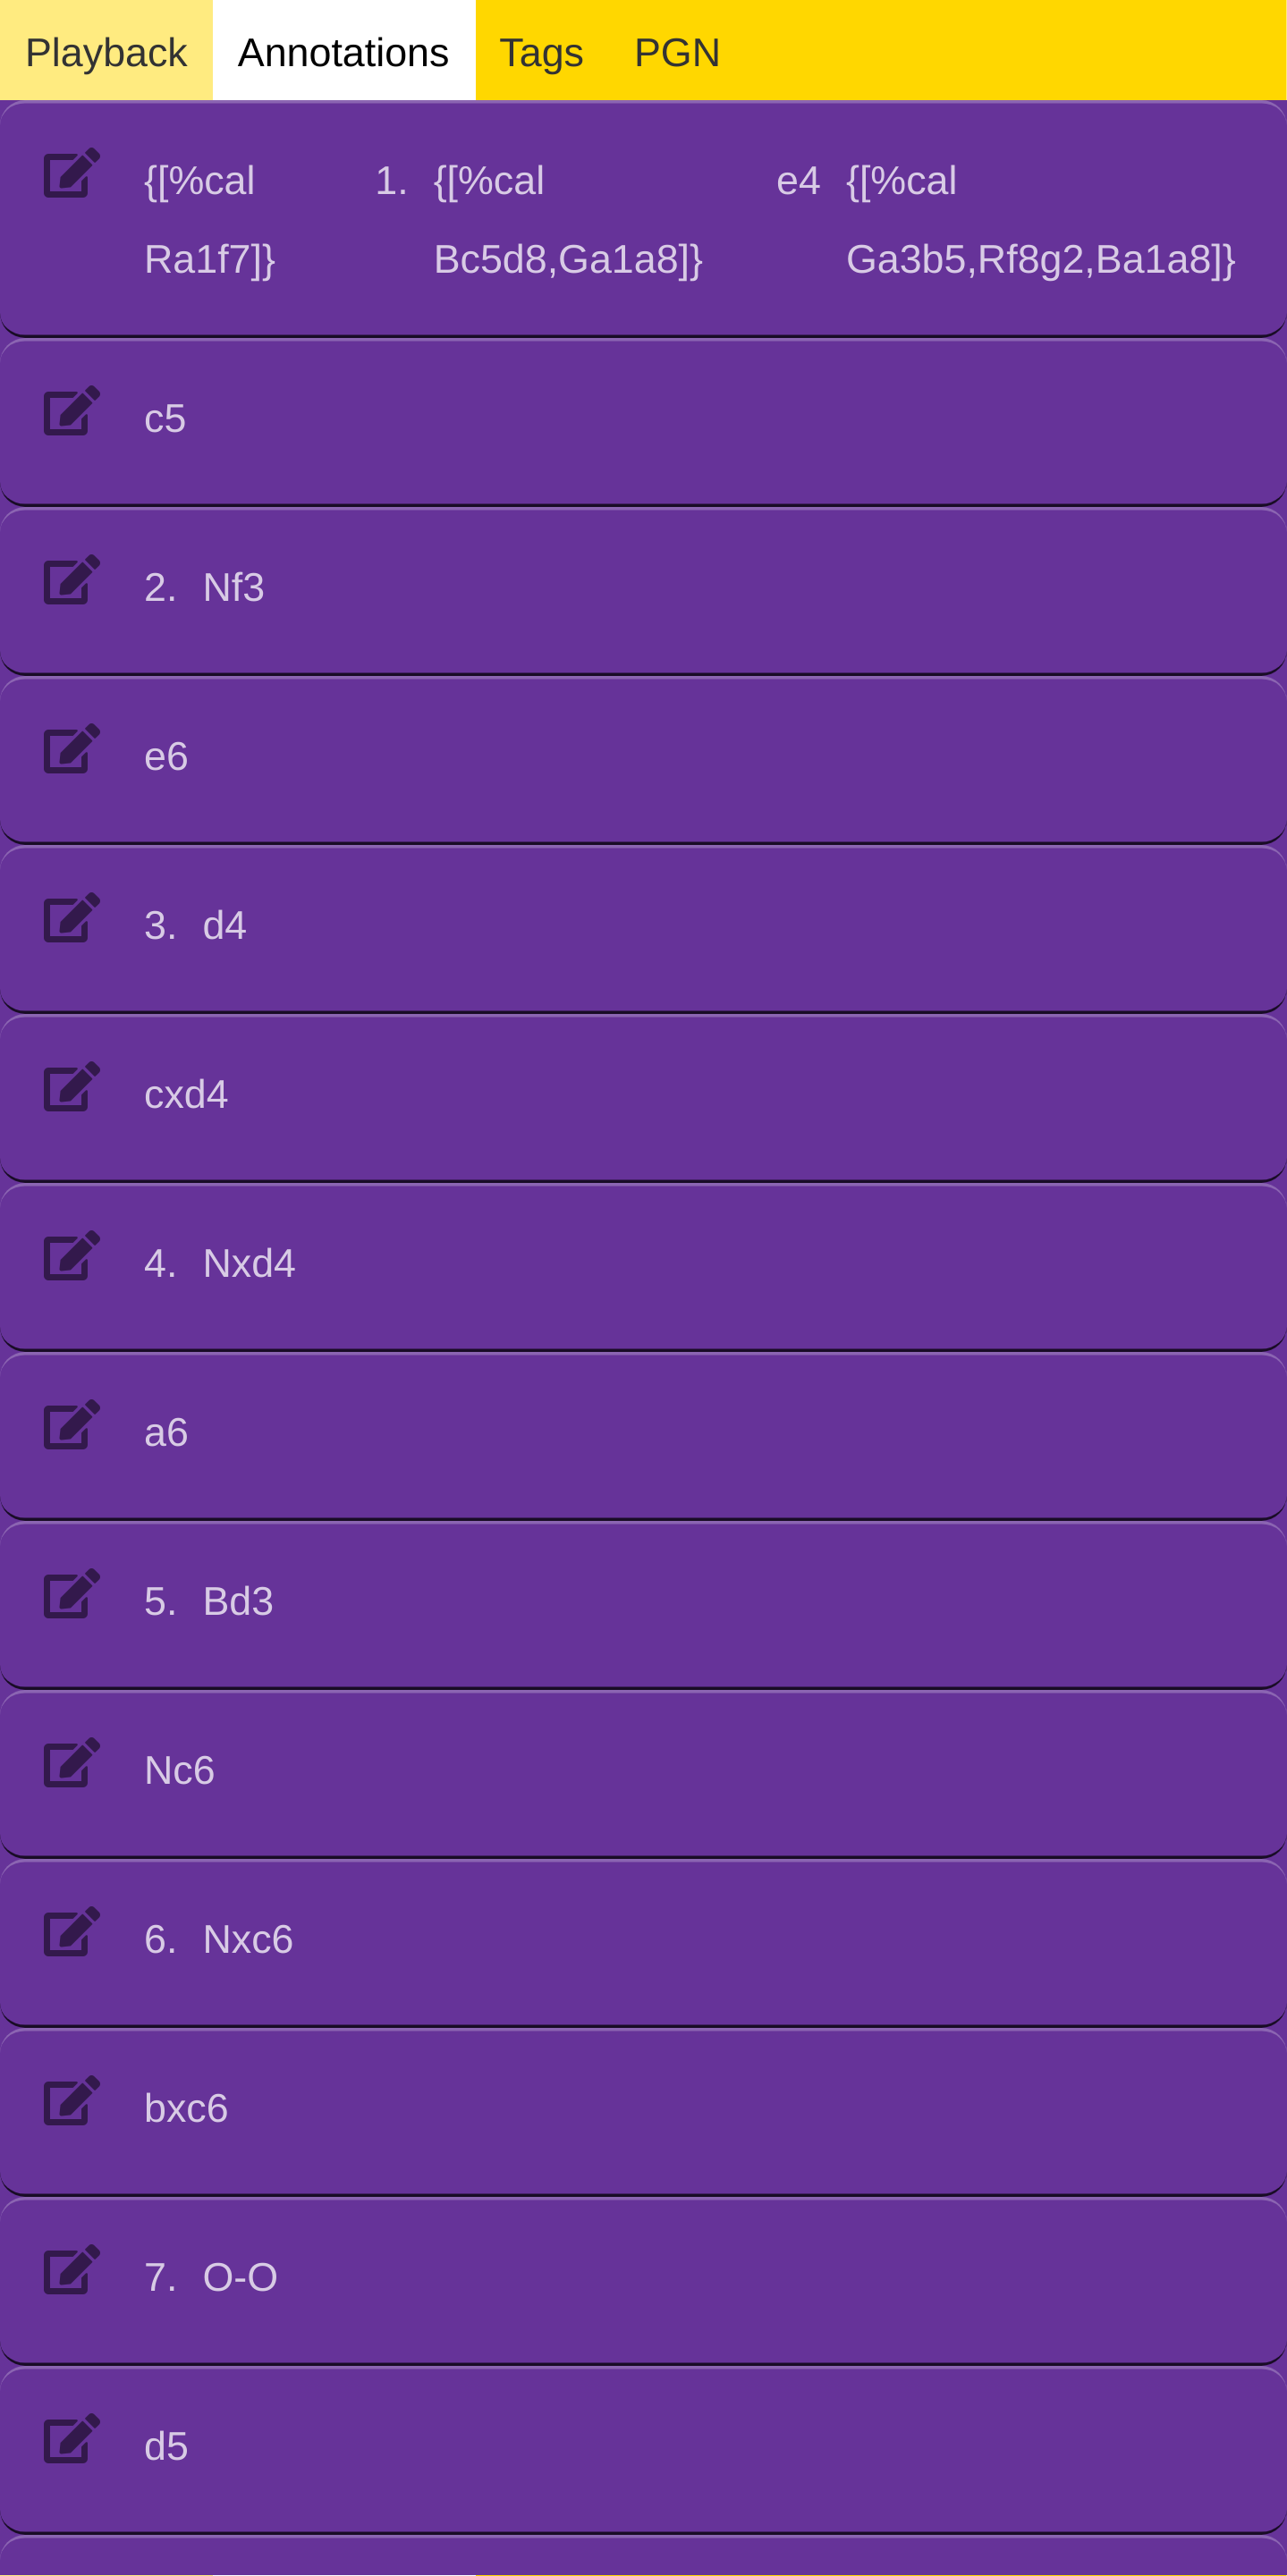 Playback Annotations Tags PGN
{[%cal 1. {[%cal e4 {[%cal
Ra1f7]} Bc5d8,Ga1a8]} Ga3b5,Rf8g2,Ba1a8]}
c5
2. Nf3
e6
3. d4
cxd4
4. Nxd4
a6
5. Bd3
Nc6
6. Nxc6
bxc6
7. O-O
d5